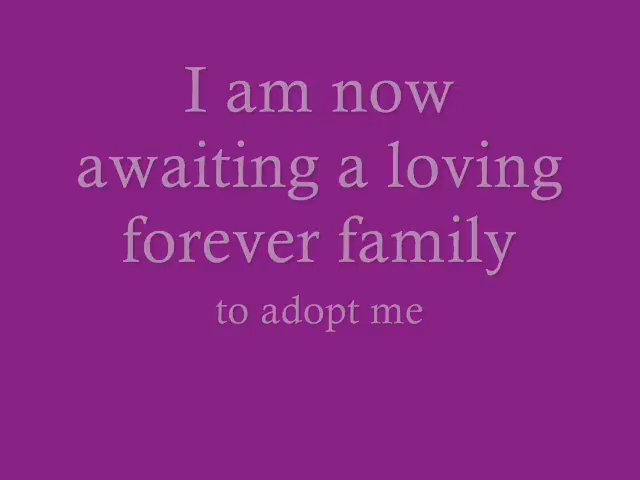 I am now
awaiting a loving
forever family
to adopt me